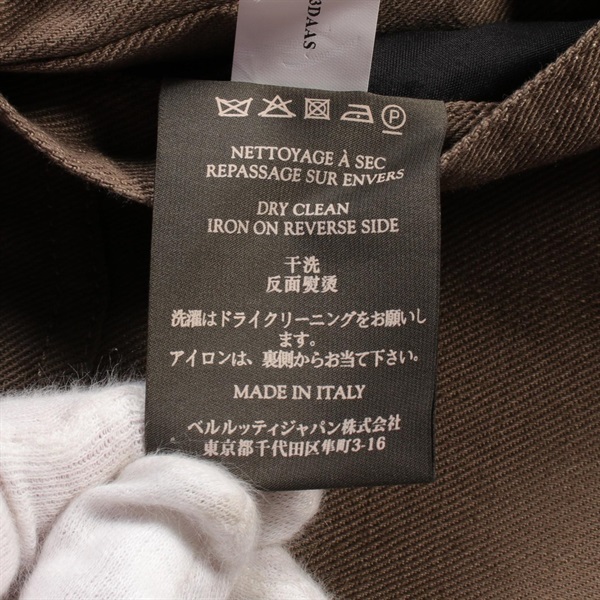 3DAAS
P
NETTOYAGE À SEC
REPASSAGE SUR ENVERS
DRY CLEAN
IRON ON REVERSE SIDE
干洗
反面熨烫
洗濯はドライクリーニングをお願いし
ます。
アイロンは、裏側からお当て下さい。
MADE IN ITALY
ベルルッティジャパン株式会社
東京都千代田区隼町3-16